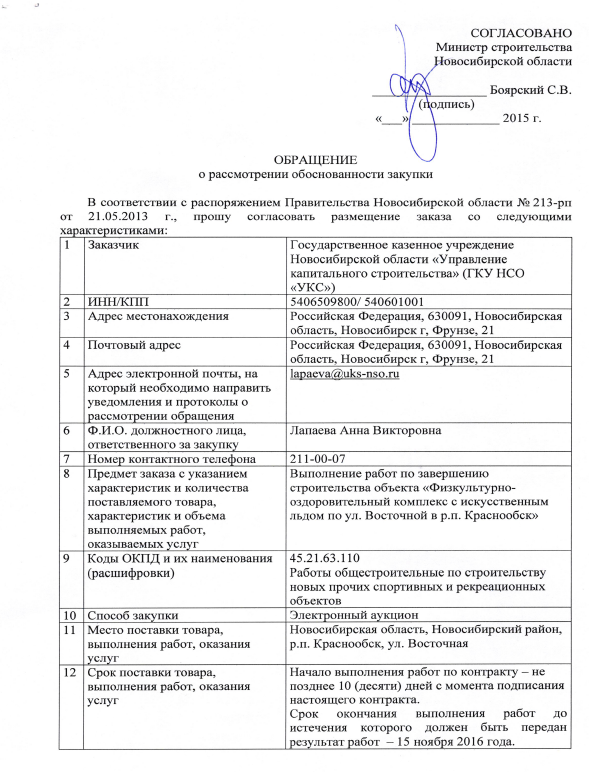 СОГЛАСОВАНО
Министр строительства
Новосибирской области
__________________ Боярский С.В.
(подпись)
«___» ______________ 2015 г.
ОБРАЩЕНИЕ
о рассмотрении обоснованности закупки
В соответствии с распоряжением Правительства Новосибирской области № 213-рп
от 21.05.2013 г., прошу согласовать размещение заказа со следующими
характеристиками:
1 Заказчик Государственное казенное учреждение
Новосибирской области «Управление
капитального строительства» (ГКУ НСО
«УКС»)
2 ИНН/КПП 5406509800/ 540601001
3 Адрес местонахождения Российская Федерация, 630091, Новосибирская
область, Новосибирск г, Фрунзе, 21
4 Почтовый адрес Российская Федерация, 630091, Новосибирская
область, Новосибирск г, Фрунзе, 21
5 Адрес электронной почты, на lapaeva@uks-nso.ru
который необходимо направить
уведомления и протоколы о
рассмотрении обращения
6 Ф.И.О. должностного лица, Лапаева Анна Викторовна
ответственного за закупку
7 Номер контактного телефона 211-00-07
8 Предмет заказа с указанием Выполнение работ по завершению
характеристик и количества строительства объекта «Физкультурно-
поставляемого товара, оздоровительный комплекс с искусственным
характеристик и объема льдом по ул. Восточной в р.п. Краснообск»
выполняемых работ,
оказываемых услуг
9 Коды ОКПД и их наименования 45.21.63.110
(расшифровки) Работы общестроительные по строительству
новых прочих спортивных и рекреационных
объектов
10 Способ закупки Электронный аукцион
11 Место поставки товара, Новосибирская область, Новосибирский район,
выполнения работ, оказания р.п. Краснообск, ул. Восточная
услуг
12 Срок поставки товара, Начало выполнения работ по контракту – не
выполнения работ, оказания позднее 10 (десяти) дней с момента подписания
услуг настоящего контракта.
Срок окончания выполнения работ до
истечения которого должен быть передан
результат работ – 15 ноября 2016 года.